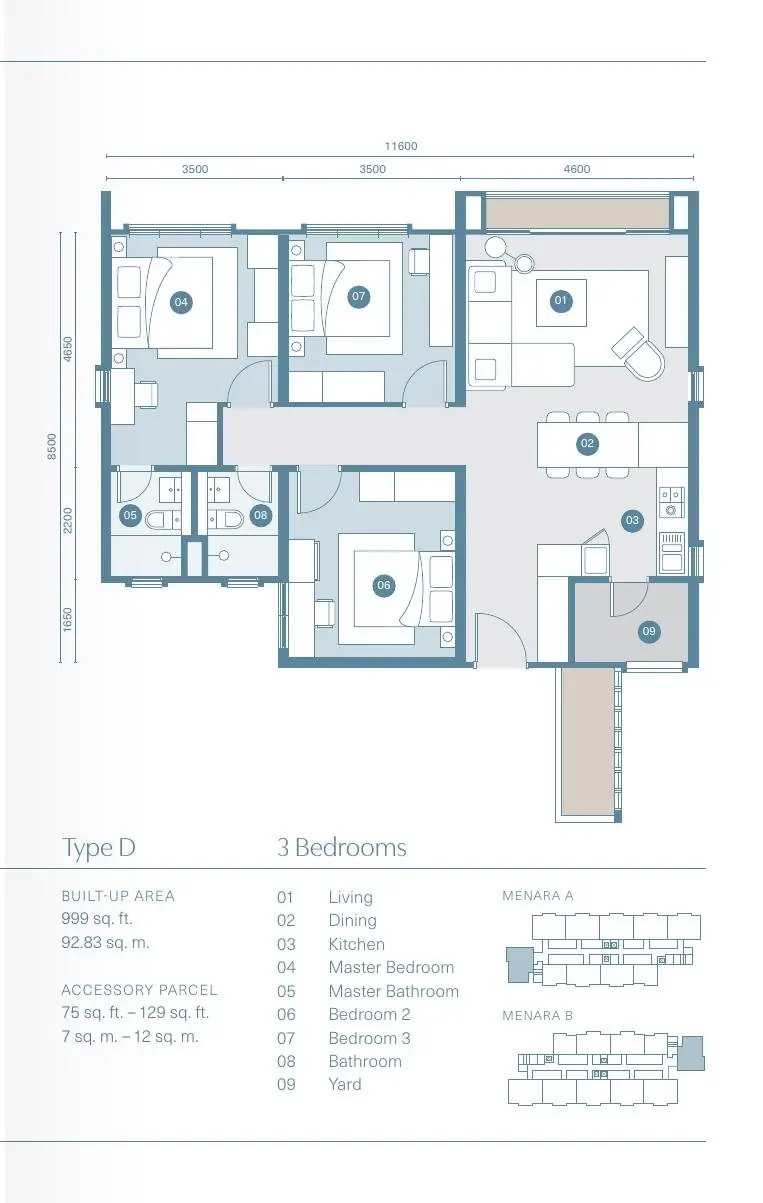 11600
3500 3500 4600
04
07
01
4650
8500
02
05
08
2200
03
06
1650
09
Type D
BUILT-UP AREA
999 sq. ft.
92.83 sq. m.
ACCESSORY PARCEL
75 sq. ft. – 129 sq. ft.
7 sq. m. – 12 sq. m.
3 Bedrooms
01 Living
02 Dining
03 Kitchen
04 Master Bedroom
05 Master Bathroom
06 Bedroom 2
07 Bedroom 3
08 Bathroom
09 Yard
MENARA A
MENARA B